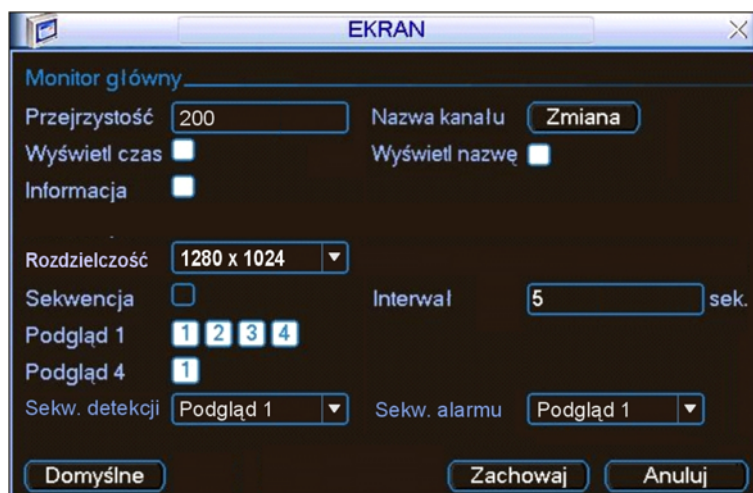 EKRAN
Monitor główny
Przejrzystość 200 Nazwa kanału Zmiana
Wyświetl czas Wyświetl nazwę
Informacja
Rozdzielczość 1280 x 1024
Sekwencja Interwał 5 sek.
Podgląd 1 1 2 3 4
Podgląd 4 1
Sekw. detekcji Podgląd 1 Sekw. alarmu Podgląd 1
Domyślne Zachowaj Anuluj